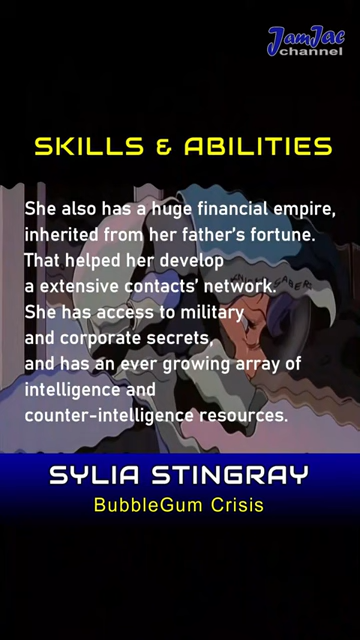 JamJac
channel
SKILLS & ABILITIES
She also has a huge financial empire,
inherited from her father's fortune.
That helped her develop
a extensive contacts' network.
She has access to military
and corporate secrets,
and has an ever growing array of
intelligence and
counter-intelligence resources.
SYLIA STINGRAY
BubbleGum Crisis